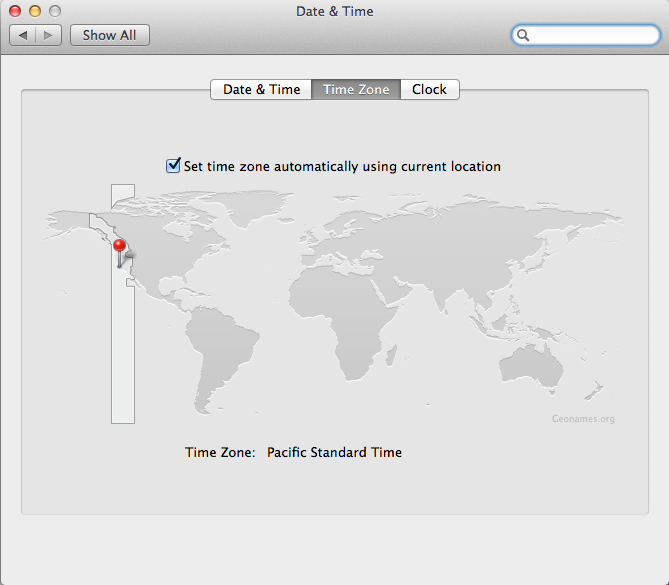 Date & Time
Show All
Date & Time Time Zone Clock
Set time zone automatically using current location
Geonames.org
Time Zone: Pacific Standard Time